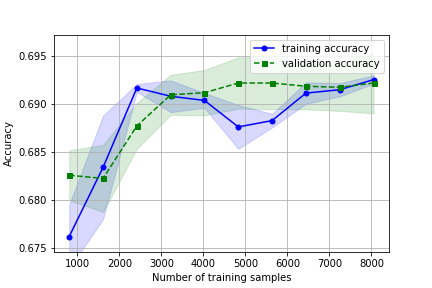 training accuracy
validation accuracy
0.695
0.690
0.685
0.680
0.675
Accuracy
1000 2000 3000 4000 5000 6000 7000 8000
Number of training samples